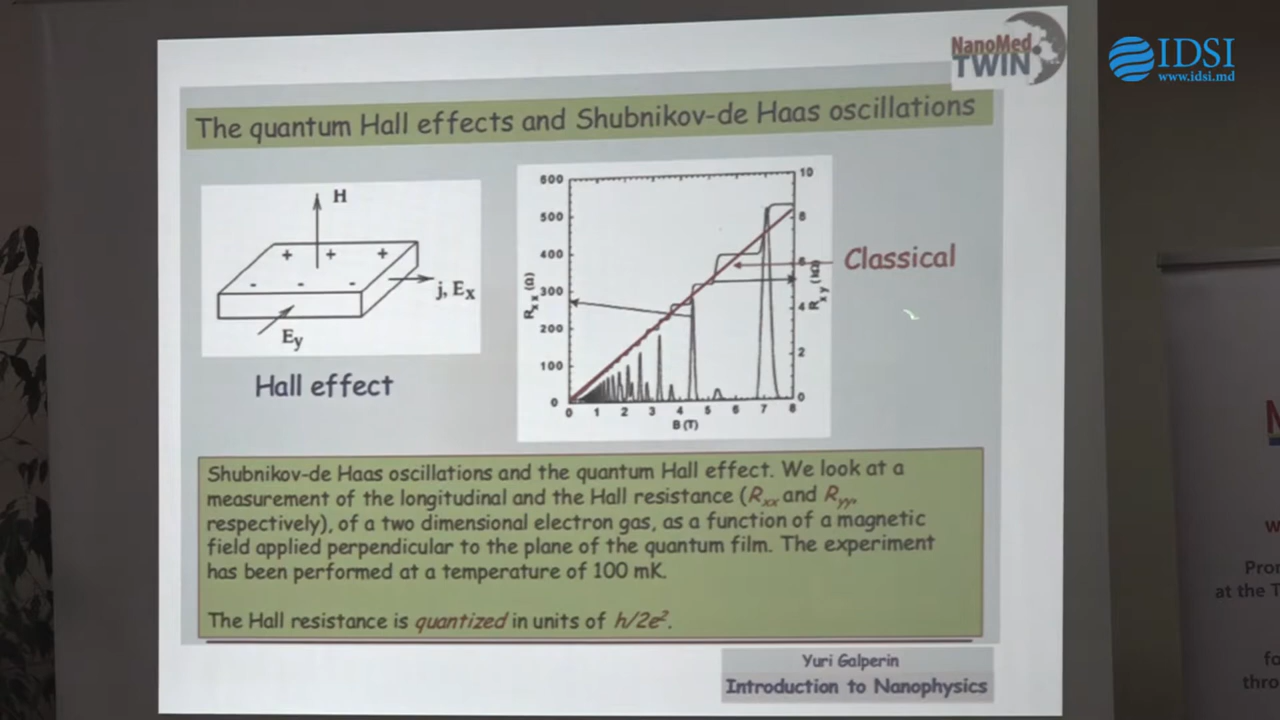 NanoMed
TWIN
IDSI
www.idsi.md
The quantum Hall effects and Shubnikov-de Haas oscillations
H
+ + +
- - -
j, Ex
Ey
Hall effect
600
500
400
300
200
100
0
Rxx (Ω)
0 1 2 3 4 5 6 7 8
B (T)
10
8
6
4
2
0
Rxy (kΩ)
Classical
Shubnikov-de Haas oscillations and the quantum Hall effect. We look at a
measurement of the longitudinal and the Hall resistance (Rxx and Ryy,
respectively), of a two dimensional electron gas, as a function of a magnetic
field applied perpendicular to the plane of the quantum film. The experiment
has been performed at a temperature of 100 mK.
The Hall resistance is quantized in units of h/2e².
Yuri Galperin
Introduction to Nanophysics
at the